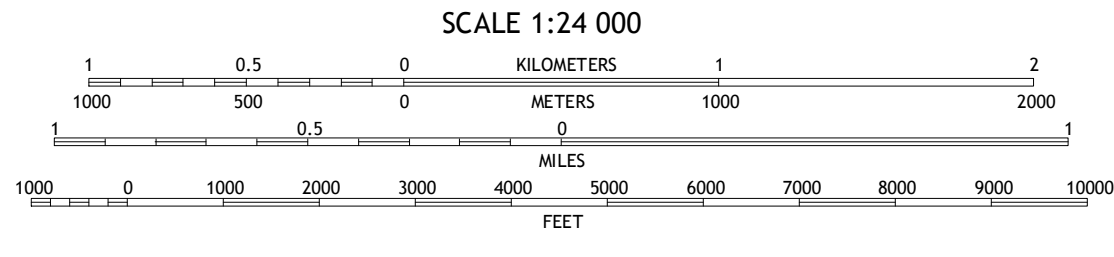 SCALE 1:24 000
1 0.5 0 KILOMETERS 1 2
1000 500 0 METERS 1000 2000
1 0.5 0 1
MILES
1000 0 1000 2000 3000 4000 5000 6000 7000 8000 9000 10000
FEET